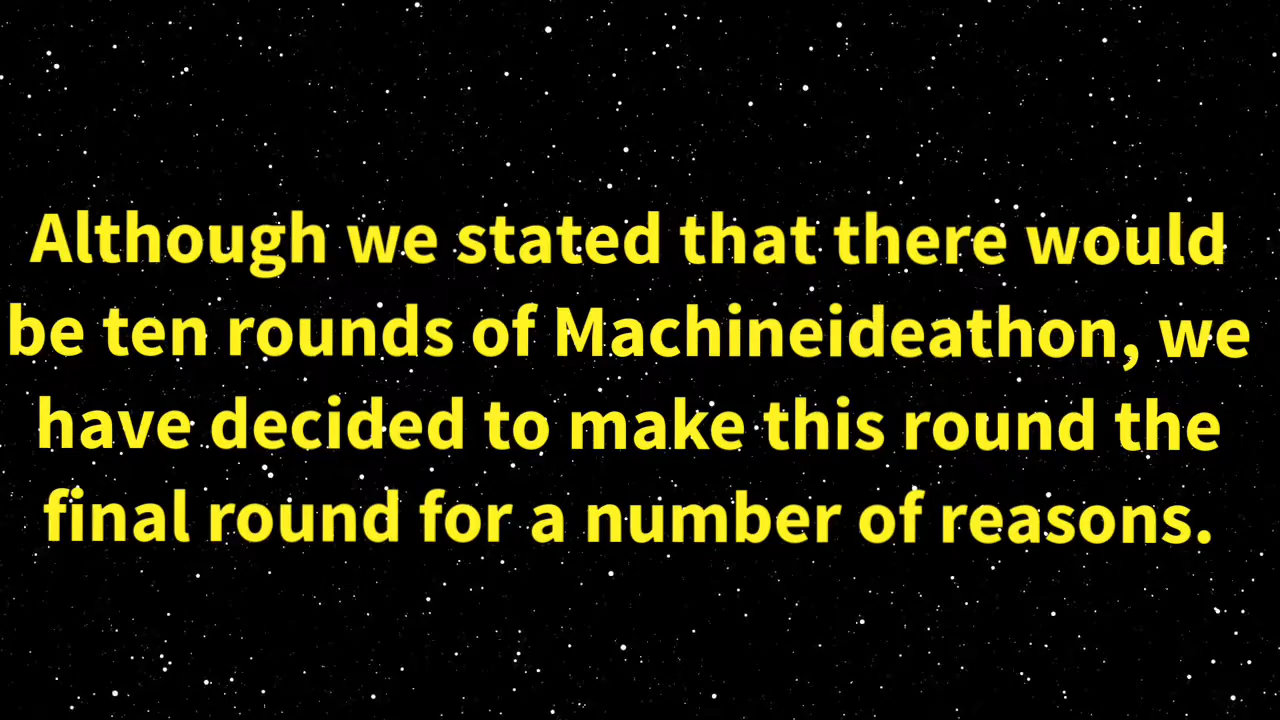 Although we stated that there would
be ten rounds of Machineideathon, we
have decided to make this round the
final round for a number of reasons.